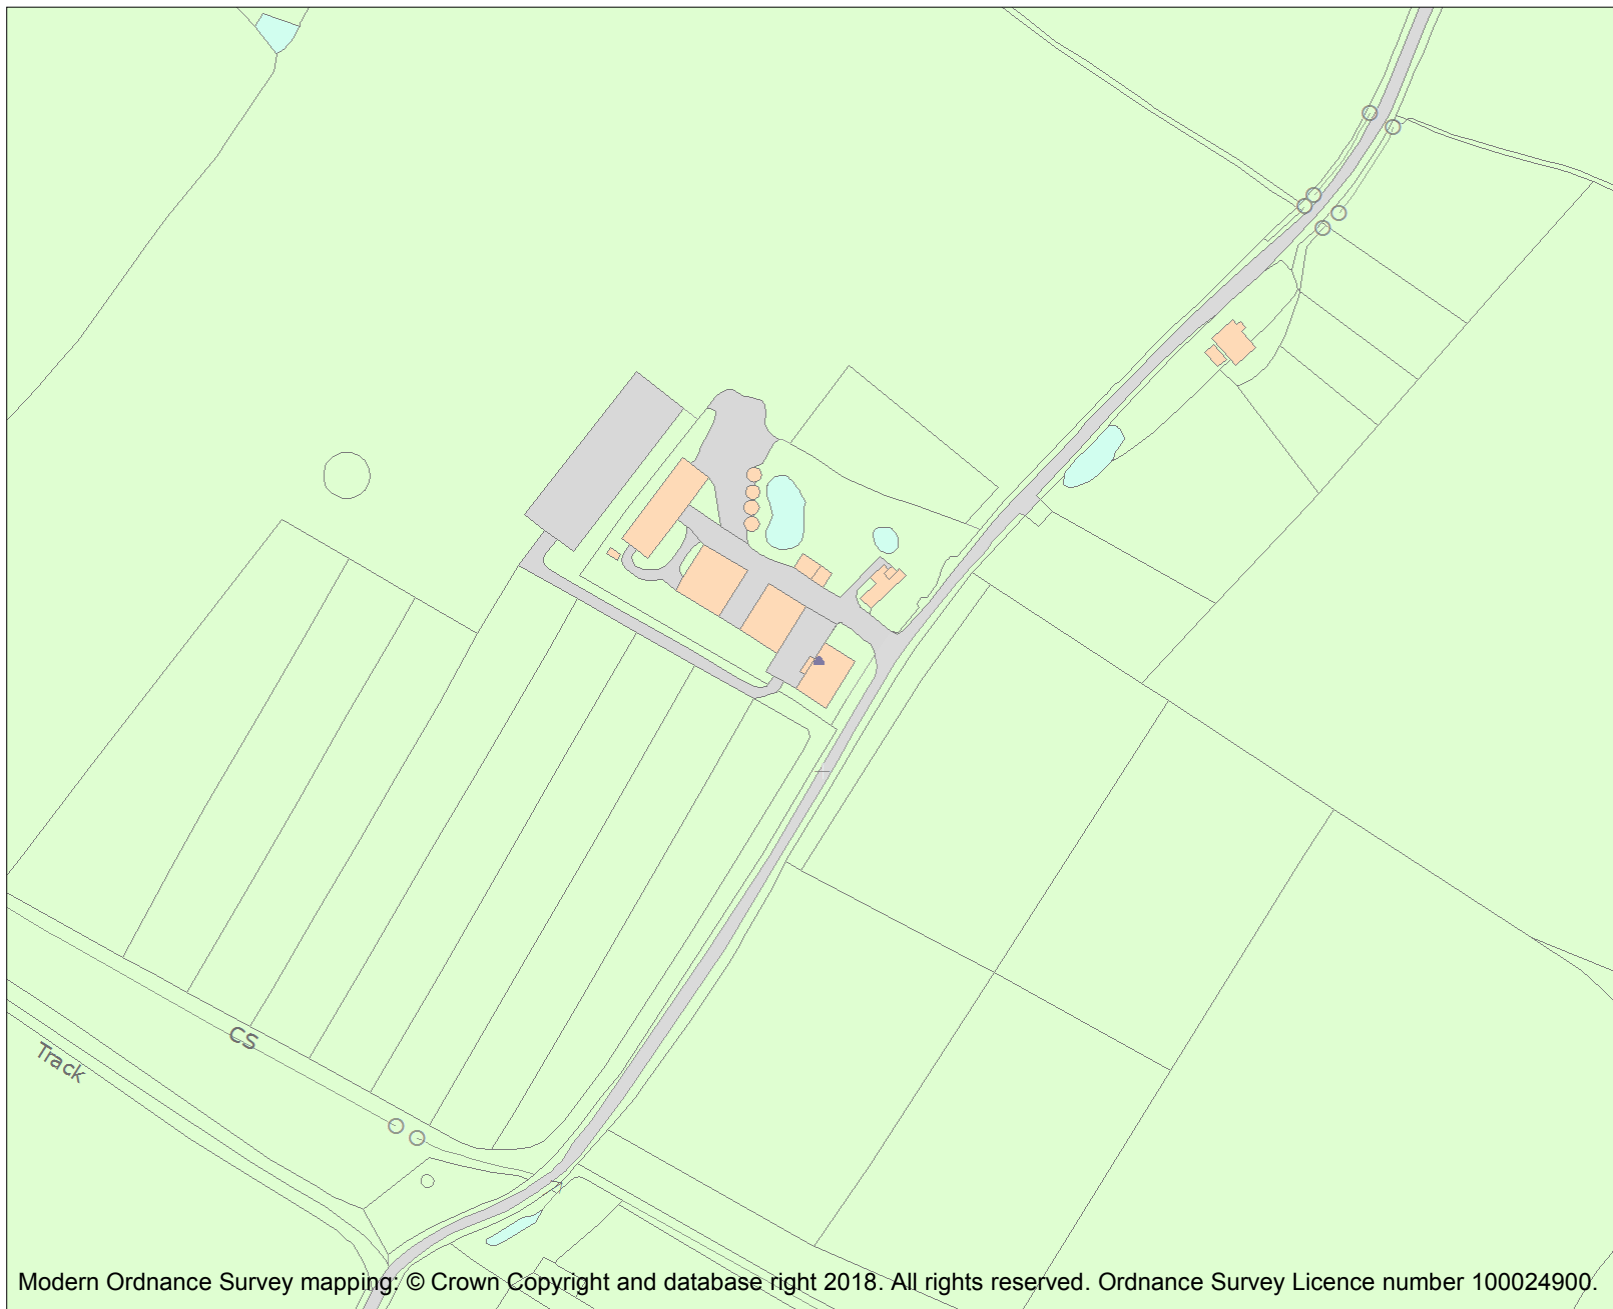 CS
Track
Modern Ordnance Survey mapping: © Crown Copyright and database right 2018. All rights reserved. Ordnance Survey Licence number 100024900.